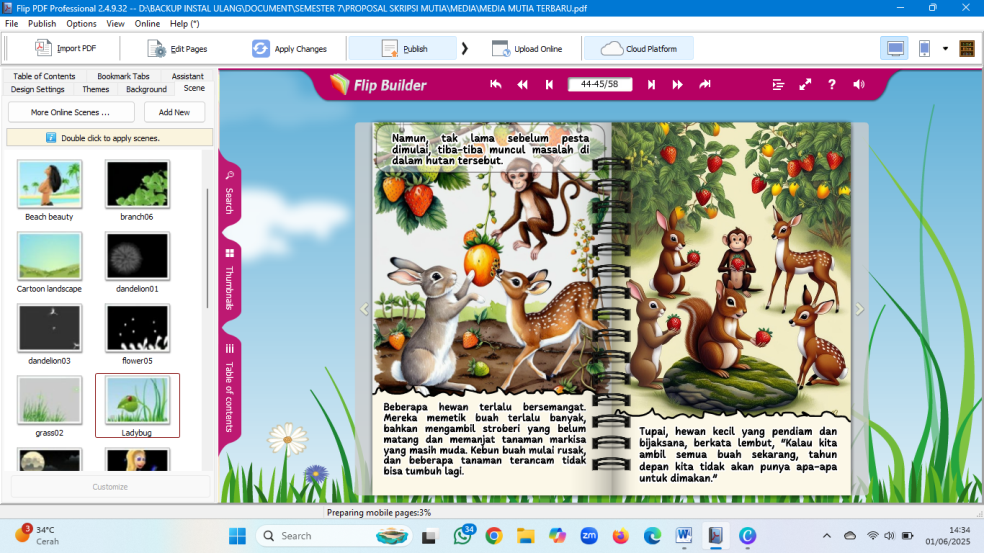 Flip PDF Professional 2.4.9.32 -- D:\BACKUP INSTAL ULANG\DOCUMENT\SEMESTER 7\PROPOSAL SKRIPSI MUTIA\MEDIA\MEDIA MUTIA TERBARU.pdf
File Publish Options View Online Help (*)
Import PDF
Edit Pages
Apply Changes
Publish
Upload Online
Cloud Platform
Table of Contents Bookmark Tabs Assistant
Design Settings Themes Background Scene
More Online Scenes ... Add New
Double click to apply scenes.
Beach beauty branch06
Cartoon landscape dandelion01
dandelion03 flower05
grass02 Ladybug
Customize
Flip Builder
44-45/58
Search
Thumbnails
Table of contents
Namun, tak lama sebelum pesta
dimulai, tiba-tiba muncul masalah di
dalam hutan tersebut.
Beberapa hewan terlalu bersemangat.
Mereka memetik buah terlalu banyak,
bahkan mengambil stroberi yang belum
matang dan memanjat tanaman markisa
yang masih muda. Kebun buah mulai rusak,
dan beberapa tanaman terancam tidak
bisa tumbuh lagi.
Tupai, hewan kecil yang pendiam dan
bijaksana, berkata lembut, "Kalau kita
ambil semua buah sekarang, tahun
depan kita tidak akan punya apa-apa
untuk dimakan."
Preparing mobile pages:3%
3
34°C
Cerah
Search
34
zm
14:34
01/06/2025